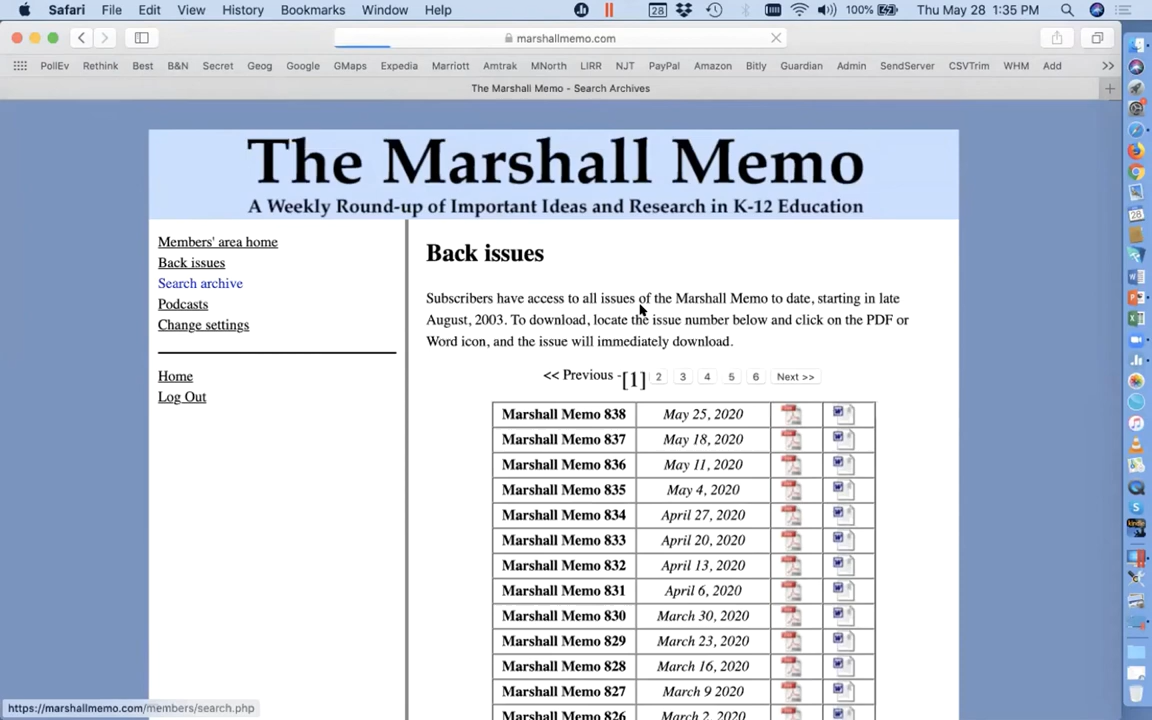 Safari File Edit View History Bookmarks Window Help 28 100% Thu May 28 1:35 PM
marshallmemo.com
PollEv Rethink Best B&N Secret Geog Google GMaps Expedia Marriott Amtrak MNorth LIRR NJT PayPal Amazon Bitly Guardian Admin SendServer CSVTrim WHM Add >>
The Marshall Memo - Search Archives
The Marshall Memo
A Weekly Round-up of Important Ideas and Research in K-12 Education
Members' area home
Back issues
Search archive
Podcasts
Change settings
Home
Log Out
Back issues
Subscribers have access to all issues of the Marshall Memo to date, starting in late
August, 2003. To download, locate the issue number below and click on the PDF or
Word icon, and the issue will immediately download.
<< Previous - [1] 2 3 4 5 6 Next >>
Marshall Memo 838 May 25, 2020
Marshall Memo 837 May 18, 2020
Marshall Memo 836 May 11, 2020
Marshall Memo 835 May 4, 2020
Marshall Memo 834 April 27, 2020
Marshall Memo 833 April 20, 2020
Marshall Memo 832 April 13, 2020
Marshall Memo 831 April 6, 2020
Marshall Memo 830 March 30, 2020
Marshall Memo 829 March 23, 2020
Marshall Memo 828 March 16, 2020
Marshall Memo 827 March 9 2020
Marshall Memo 826 March 2, 2020
https://marshallmemo.com/members/search.php